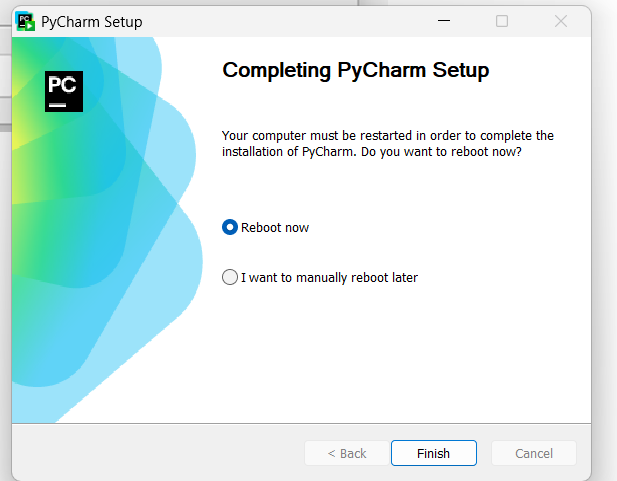 PyCharm Setup
PC
Completing PyCharm Setup
Your computer must be restarted in order to complete the
installation of PyCharm. Do you want to reboot now?
Reboot now
I want to manually reboot later
< Back
Finish
Cancel